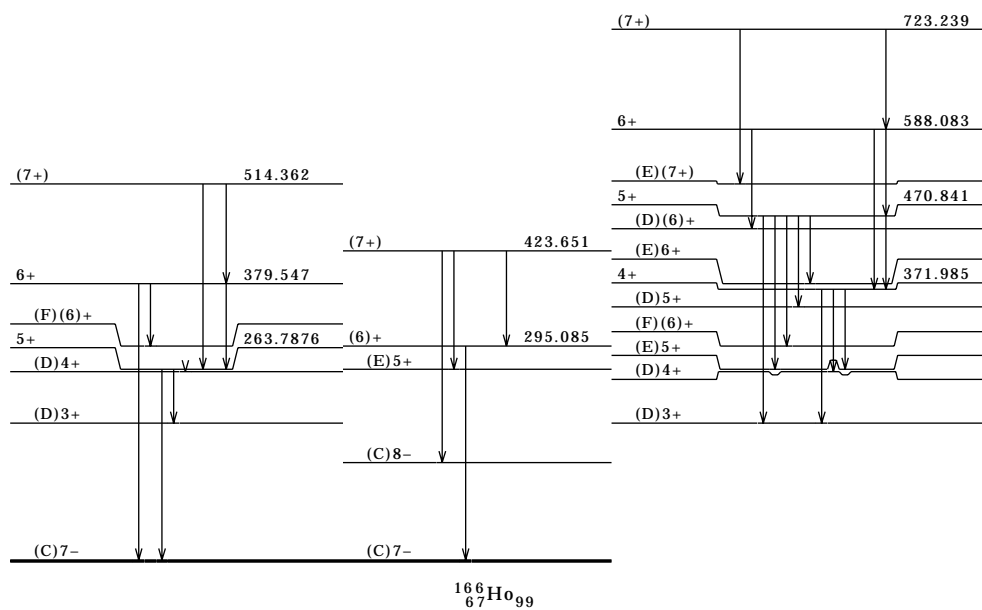 (7+) 723.239
6+ 588.083
(E)(7+)
(7+) 514.362
5+ 470.841
(D)(6+)
(7+) 423.651
(E)6+
6+ 379.547
4+ 371.985
(D)5+
(F)(6)+
(F)(6)+
5+ 263.7876
(6)+ 295.085
(E)5+
(D)4+
(E)5+
(D)4+
(D)3+
(D)3+
(C)8−
(C)7−
(C)7−
166
67Ho99